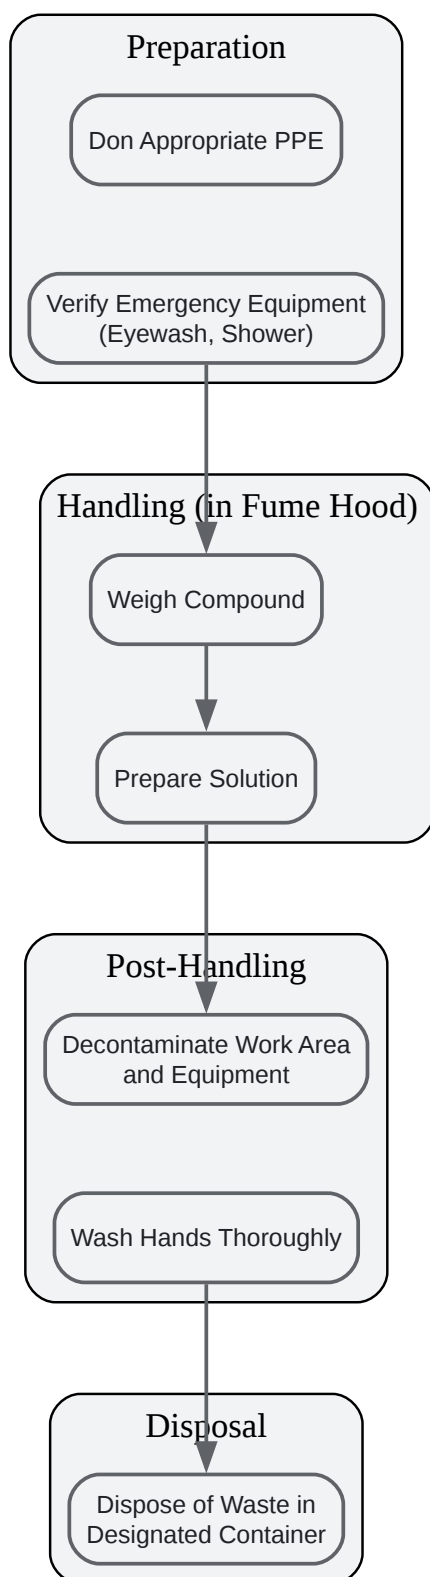 Preparation
Don Appropriate PPE
Verify Emergency Equipment
(Eyewash, Shower)
Handling (in Fume Hood)
Weigh Compound
Prepare Solution
Post-Handling
Decontaminate Work Area
and Equipment
Wash Hands Thoroughly
Disposal
Dispose of Waste in
Designated Container